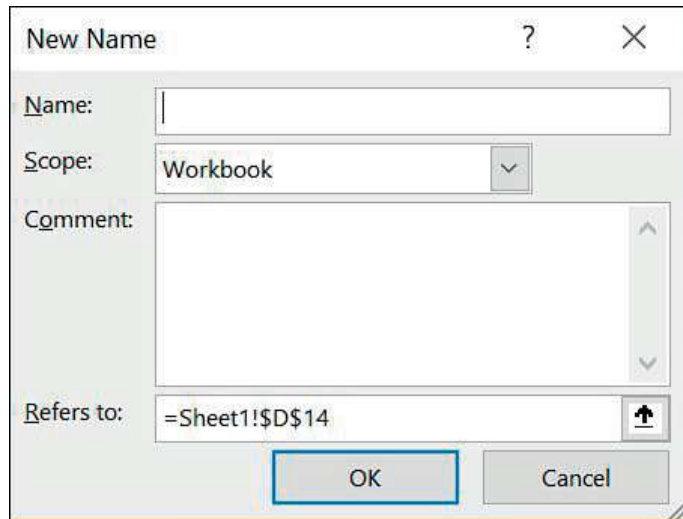 New Name ?
Name:
Scope: Workbook
Comment:
Refers to: =Sheet1!$D$14
OK Cancel